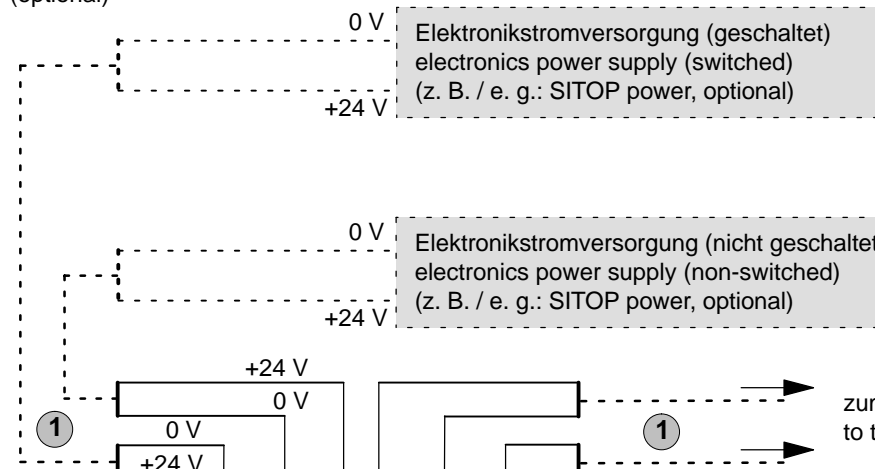 (optional)
0 V
Elektronikstromversorgung (geschaltet)
electronics power supply (switched)
(z. B. / e. g.: SITOP power, optional)
+24 V
0 V
Elektronikstromversorgung (nicht geschaltet
electronics power supply (non-switched)
(z. B. / e. g.: SITOP power, optional)
+24 V
+24 V
0 V
1
0 V
+24 V
1
zur
to t